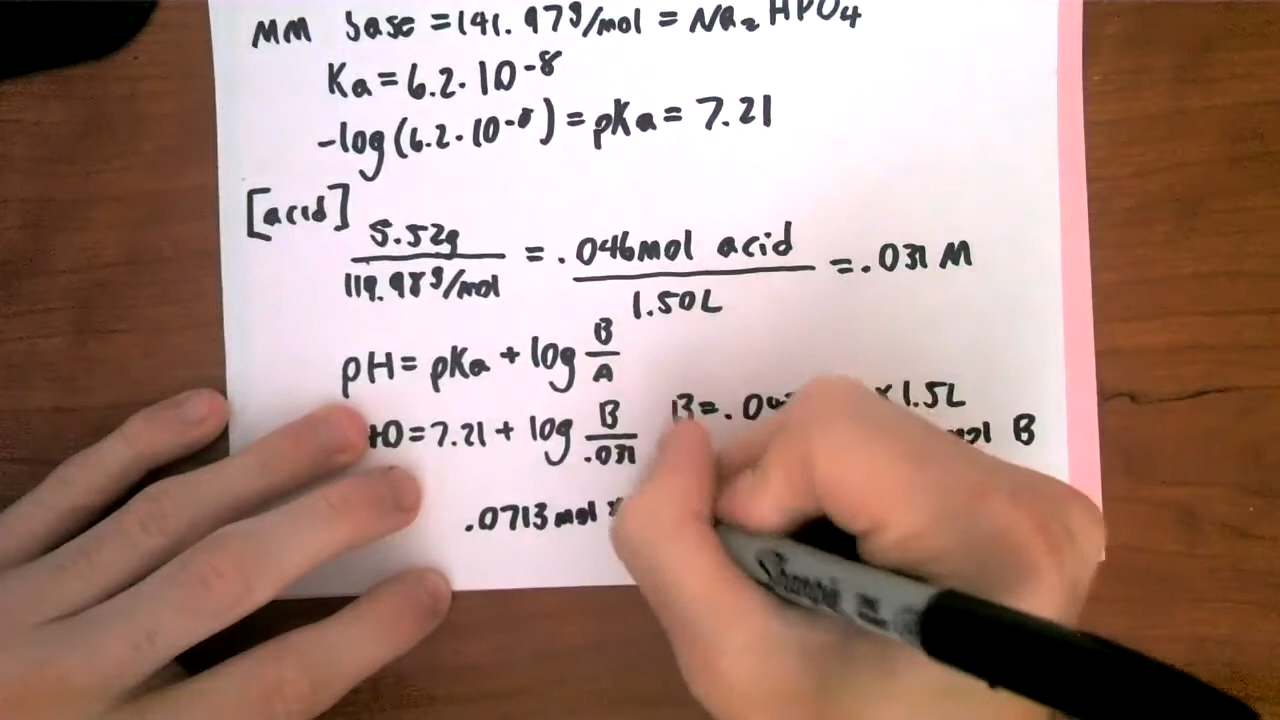 MM base = 141.97g/mol = Na2HPO4
Ka = 6.2 · 10^-8
-log(6.2 · 10^-8) = pKa = 7.21
[acid]
5.52g / 119.98g/mol = .046mol acid / 1.50L = .031 M
pH = pKa + log B/A
= 7.21 + log B/.031
B = × 1.5L
B
.0713 mol
Sharpie